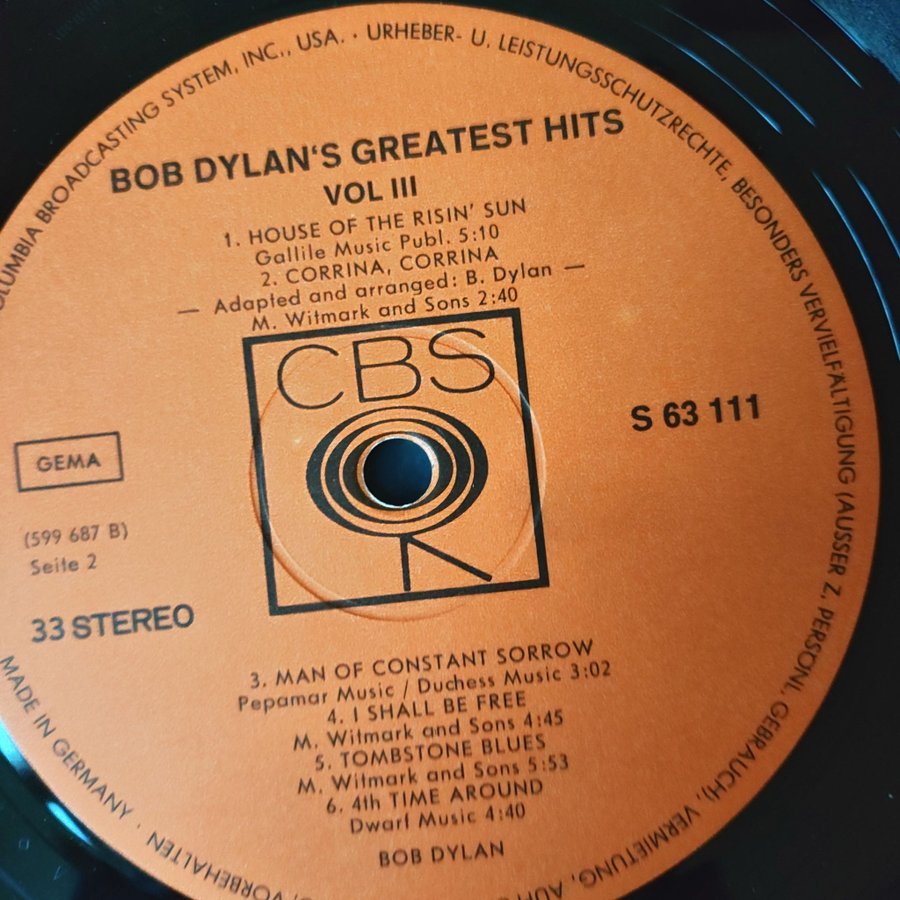 COLUMBIA BROADCASTING SYSTEM, INC., USA. · URHEBER- U. LEISTUNGSSCHUTZRECHTE, BESONDERS VERVIELFÄLTIGUNG (AUSSER Z. PERSÖNL. GEBRAUCH), VERMIETUNG,
VORBEHALTEN · MADE IN GERMANY
BOB DYLAN'S GREATEST HITS
VOL III
1. HOUSE OF THE RISIN' SUN
Gallile Music Publ. 5:10
2. CORRINA, CORRINA
— Adapted and arranged: B. Dylan —
M. Witmark and Sons 2:40
CBS
S 63 111
GEMA
(599 687 B)
Seite 2
33 STEREO
3. MAN OF CONSTANT SORROW
Pepamar Music / Duchess Music 3:02
4. I SHALL BE FREE
M. Witmark and Sons 4:45
5. TOMBSTONE BLUES
M. Witmark and Sons 5:53
6. 4th TIME AROUND
Dwarf Music 4:40
BOB DYLAN